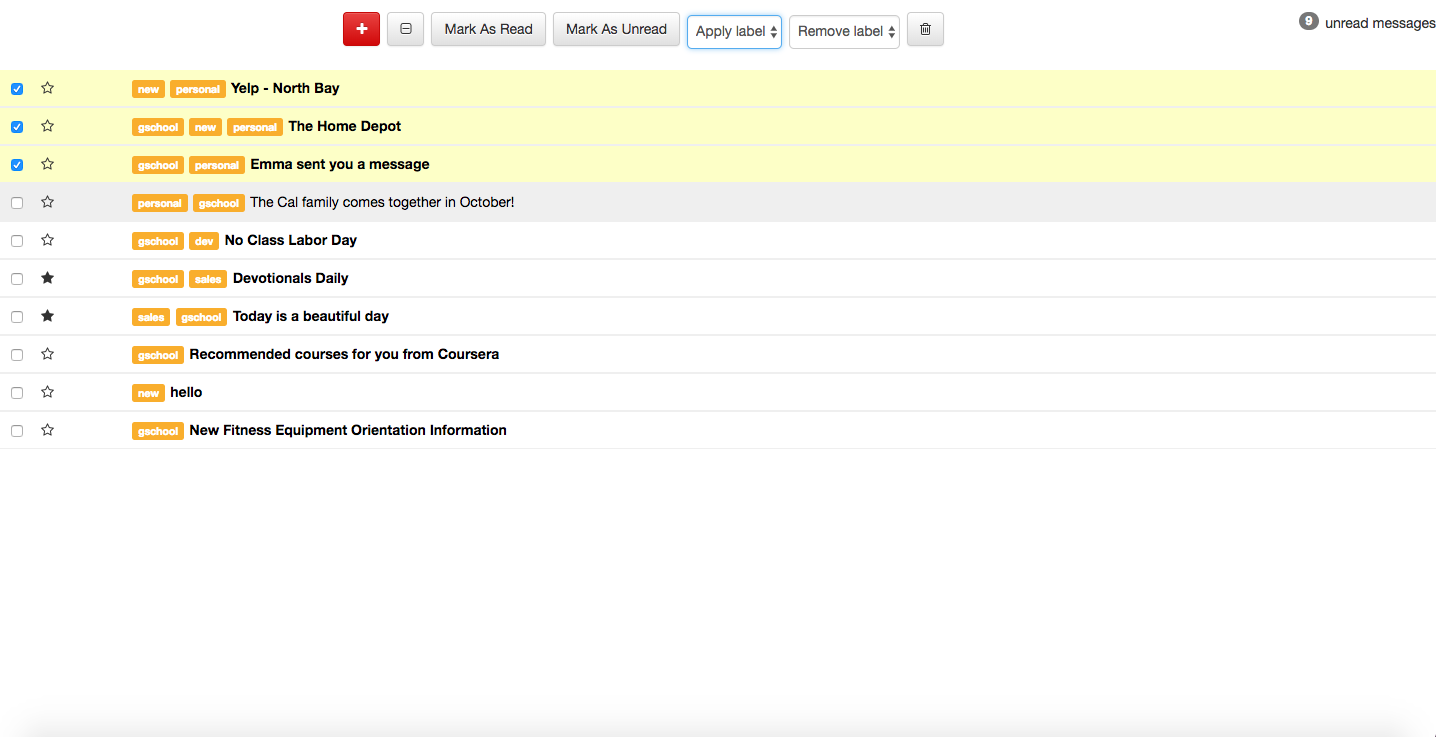 Mark As Read Mark As Unread Apply label Remove label 9 unread messages
new personal Yelp - North Bay
gschool new personal The Home Depot
gschool personal Emma sent you a message
personal gschool The Cal family comes together in October!
gschool dev No Class Labor Day
gschool sales Devotionals Daily
sales gschool Today is a beautiful day
gschool Recommended courses for you from Coursera
new hello
gschool New Fitness Equipment Orientation Information